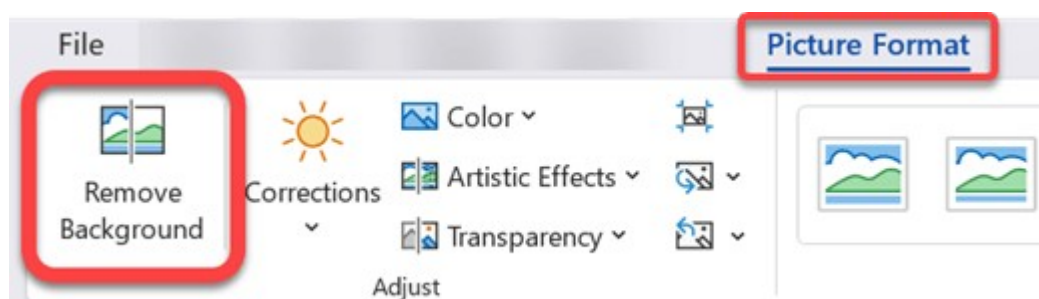 File
Picture Format
Remove
Background
Corrections
Color
Artistic Effects
Transparency
Adjust